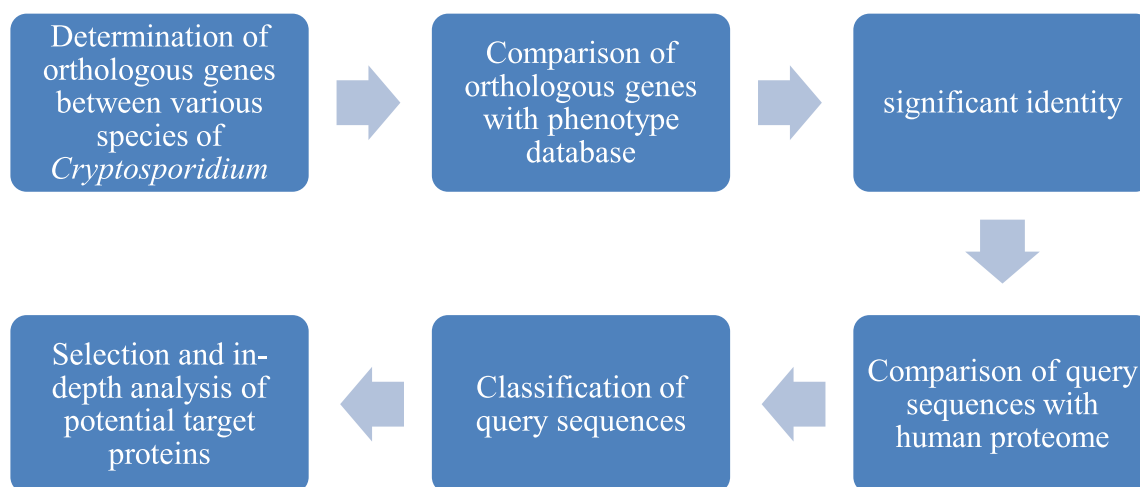 Determination of
orthologous genes
between various
species of
Cryptosporidium
Comparison of
orthologous genes
with phenotype
database
significant identity
Comparison of query
sequences with
human proteome
Classification of
query sequences
Selection and in-
depth analysis of
potential target
proteins